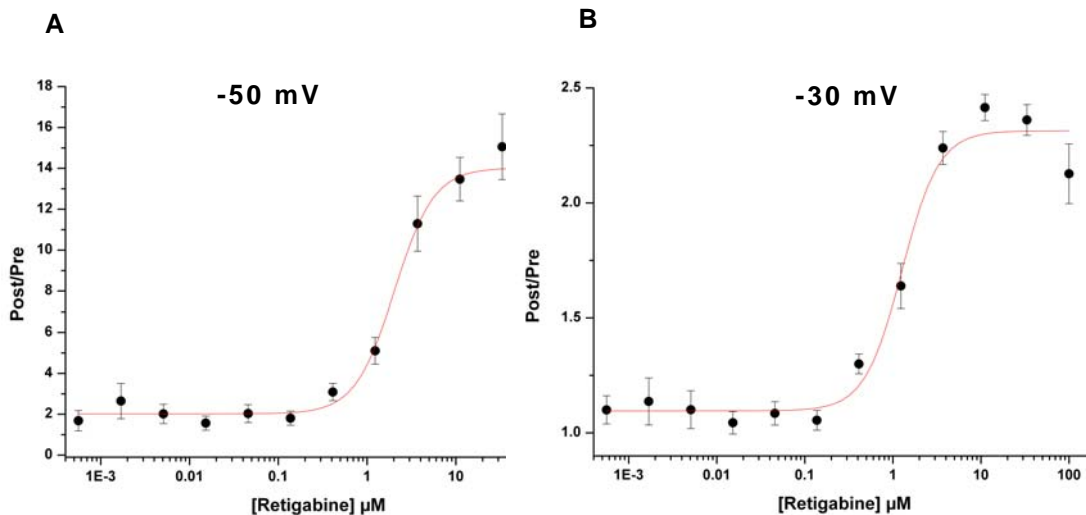 A
-50 mV
18
16
14
12
10
8
6
4
2
0
Post/Pre
1E-3 0.01 0.1 1 10
[Retigabine] µM
B
-30 mV
2.5
2.0
1.5
1.0
Post/Pre
1E-3 0.01 0.1 1 10 100
[Retigabine] µM